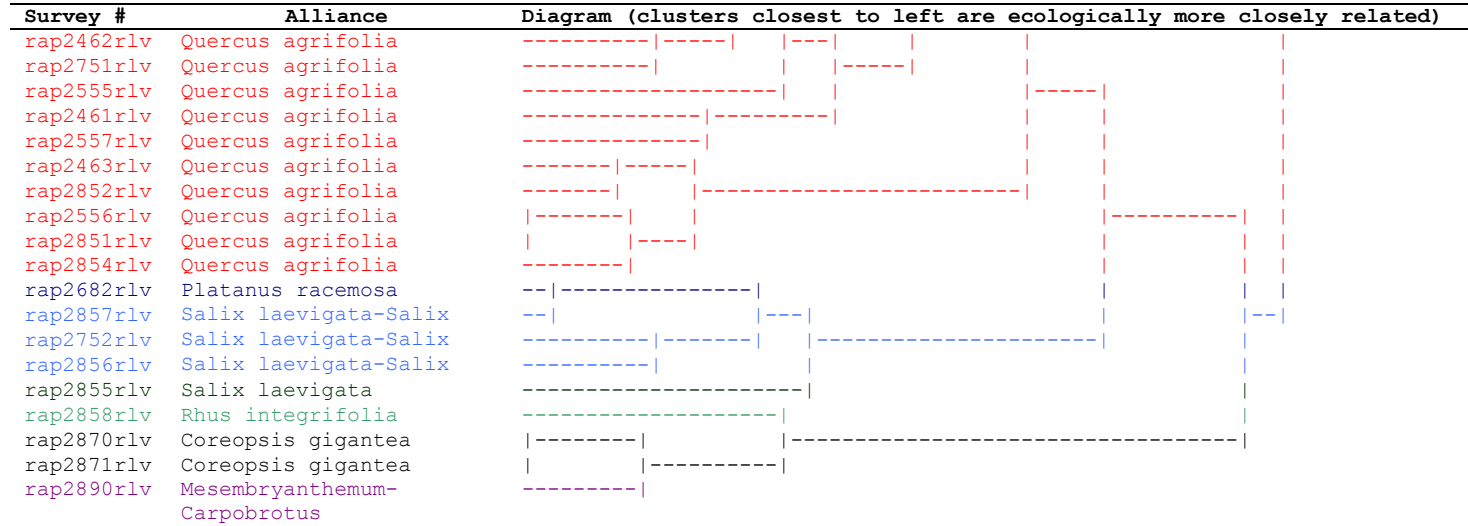 Survey # Alliance Diagram (clusters closest to left are ecologically more closely related)
rap2462rlv Quercus agrifolia ----------|-----| |---| | | |
rap2751rlv Quercus agrifolia ----------| | |-----| | |
rap2555rlv Quercus agrifolia --------------------| | |-----| |
rap2461rlv Quercus agrifolia --------------|---------| | | |
rap2557rlv Quercus agrifolia --------------| | | |
rap2463rlv Quercus agrifolia -------|-----| | | |
rap2852rlv Quercus agrifolia -------| |-------------------------| | |
rap2556rlv Quercus agrifolia |-------| | |----------| |
rap2851rlv Quercus agrifolia | |----| | | |
rap2854rlv Quercus agrifolia --------| | | |
rap2682rlv Platanus racemosa --|---------------| | | |
rap2857rlv Salix laevigata-Salix --| |---| | |--|
rap2752rlv Salix laevigata-Salix ----------|-------| |----------------------| |
rap2856rlv Salix laevigata-Salix ----------| | |
rap2855rlv Salix laevigata ----------------------| |
rap2858rlv Rhus integrifolia --------------------| |
rap2870rlv Coreopsis gigantea |--------| |-----------------------------------|
rap2871rlv Coreopsis gigantea | |----------|
rap2890rlv Mesembryanthemum- ---------|
Carpobrotus